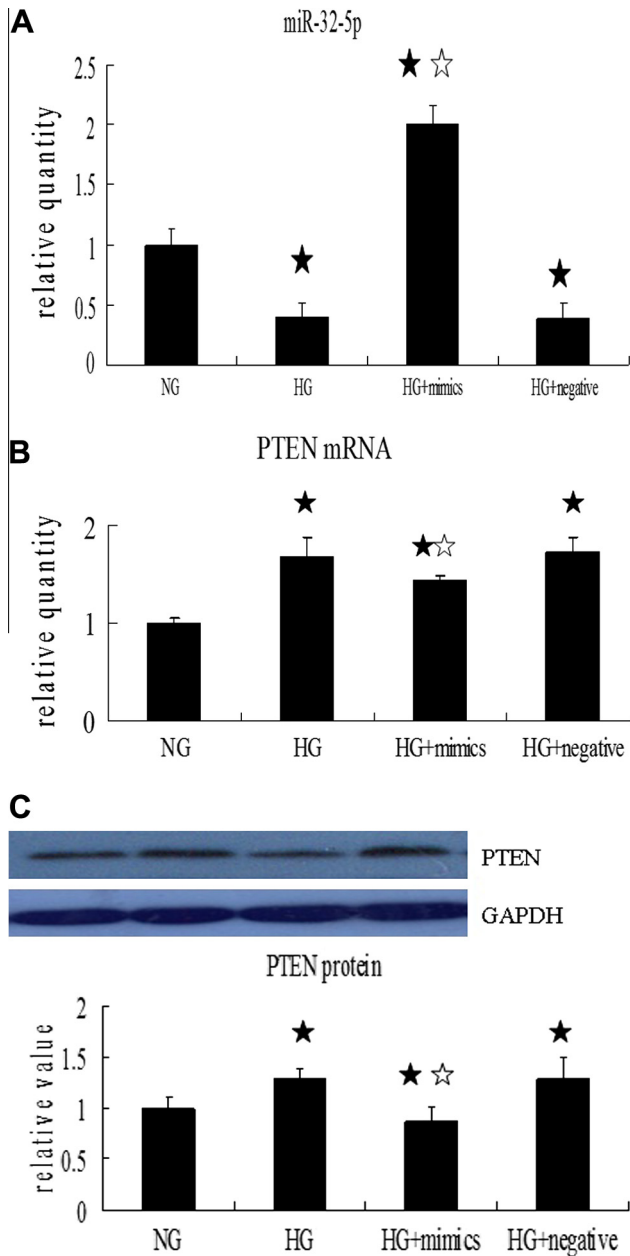 A
miR-32-5p
relative quantity
2.5
2
1.5
1
0.5
0
NG HG HG+mimics HG+negative
B
PTEN mRNA
relative quantity
2
1
0
NG HG HG+mimics HG+negative
C
PTEN
GAPDH
PTEN protein
relative value
2
1.5
1
0.5
0
NG HG HG+mimics HG+negative